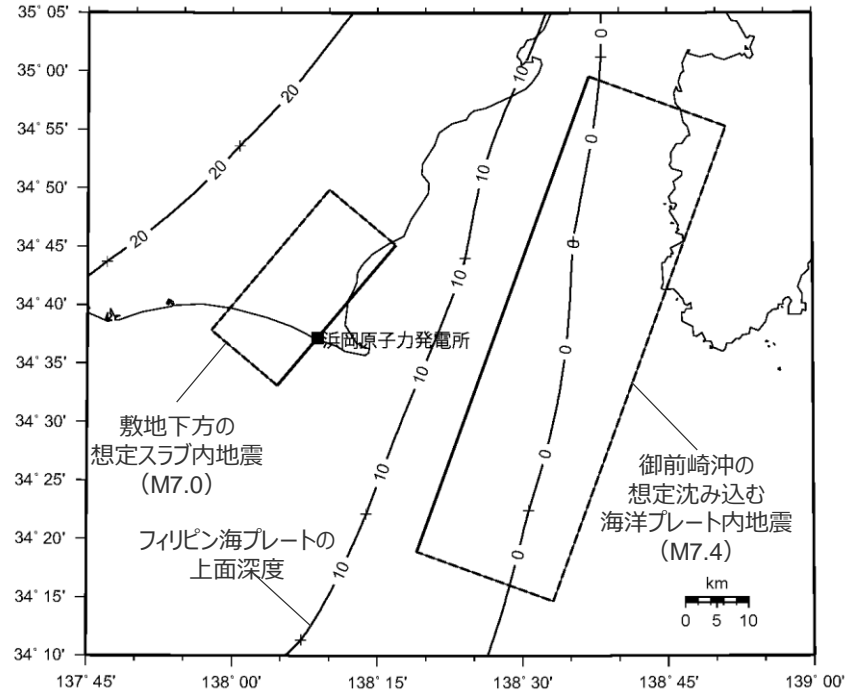 35° 05'
35° 00'
34° 55'
34° 50'
34° 45'
34° 40'
34° 35'
34° 30'
34° 25'
34° 20'
34° 15'
34° 10'
137° 45'
138° 00'
138° 15'
138° 30'
138° 45'
139° 00'
20
20
20
10
10
10
10
10
10
0
0
0
0
0
0
浜岡原子力発電所
敷地下方の
想定スラブ内地震
（M7.0）
フィリピン海プレートの
上面深度
御前崎沖の
想定沈み込む
海洋プレート内地震
（M7.4）
km
0 5 10